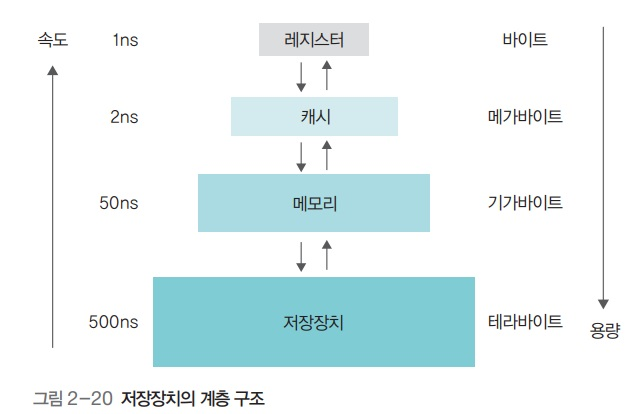 속도 1ns 레지스터 바이트
2ns 캐시 메가바이트
50ns 메모리 기가바이트
500ns 저장장치 테라바이트
용량
그림 2-20 저장장치의 계층 구조